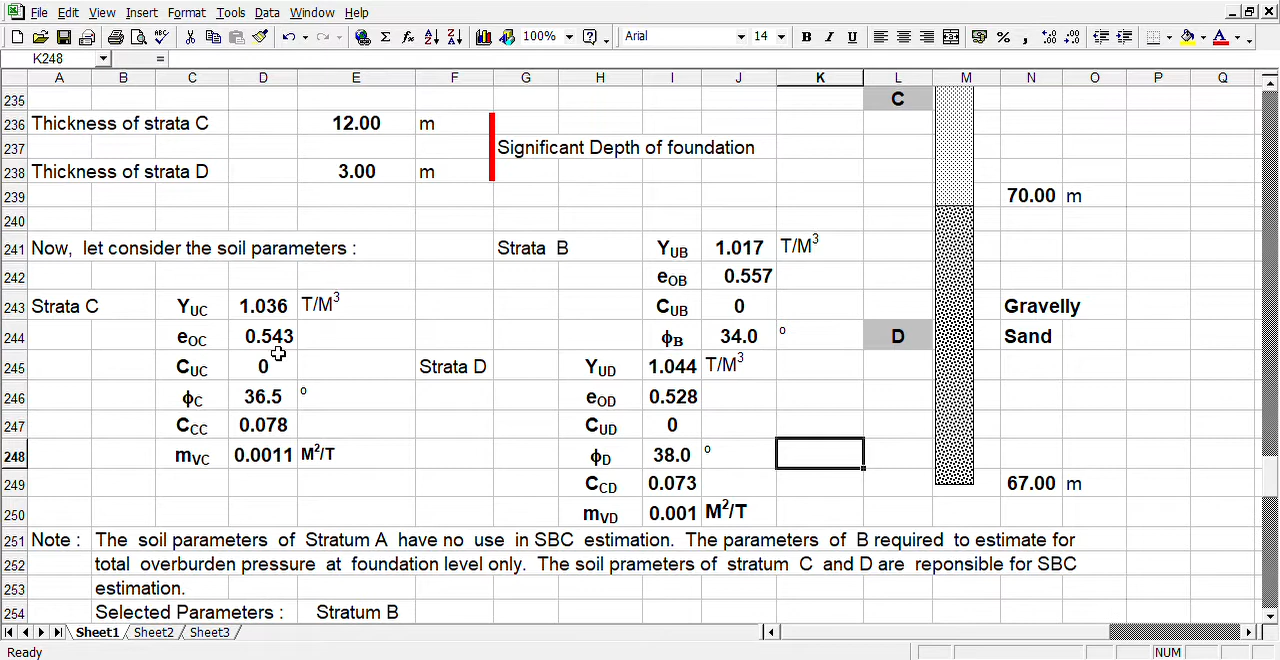 File Edit View Insert Format Tools Data Window Help
100% Arial 14 B I U
K248 =
A B C D E F G H I J K L M N O P Q
235 C
236 Thickness of strata C 12.00 m
237 Significant Depth of foundation
238 Thickness of strata D 3.00 m
239 70.00 m
240
241 Now, let consider the soil parameters : Strata B YUB 1.017 T/M3
242 eOB 0.557
243 Strata C YUC 1.036 T/M3 CUB 0 Gravelly
244 eOC 0.543 ϕB 34.0 o D Sand
245 CUC 0 Strata D YUD 1.044 T/M3
246 ϕC 36.5 o eOD 0.528
247 CCC 0.078 CUD 0
248 mVC 0.0011 M2/T ϕD 38.0 o
249 CCD 0.073 67.00 m
250 mVD 0.001 M2/T
251 Note : The soil parameters of Stratum A have no use in SBC estimation. The parameters of B required to estimate for
252 total overburden pressure at foundation level only. The soil prameters of stratum C and D are reponsible for SBC
253 estimation.
254 Selected Parameters : Stratum B
Sheet1 Sheet2 Sheet3
Ready NUM